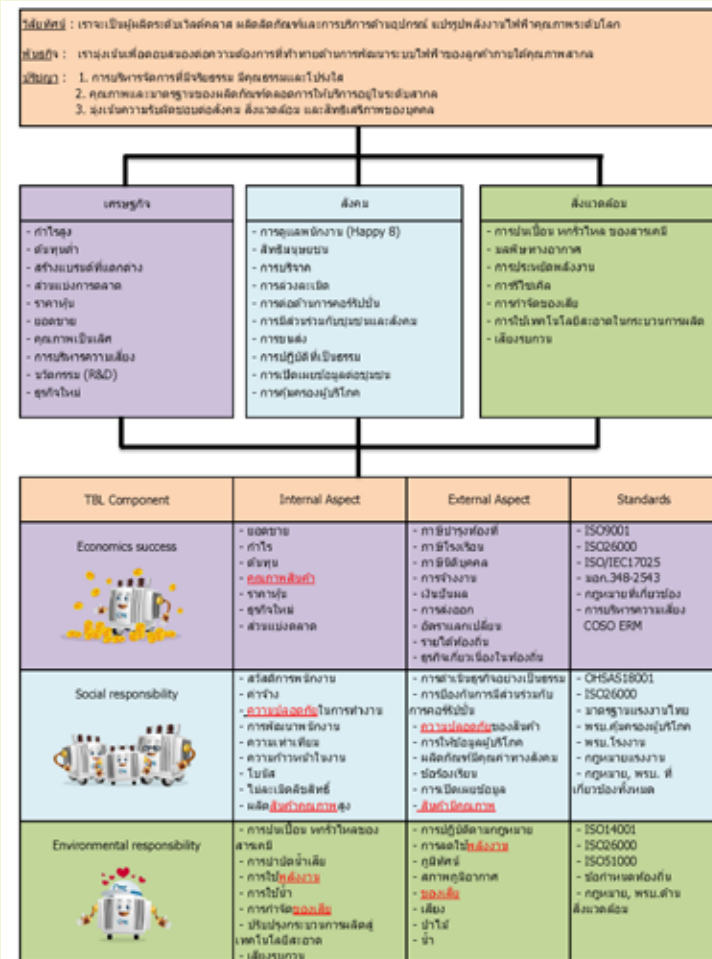 วิสัยทัศน์ : เราจะเป็นผู้ผลิตระดับเวิลด์คลาส ผลิตผลิตภัณฑ์และการบริการด้านอุปกรณ์ แปรรูปพลังงานไฟฟ้าคุณภาพระดับโลก
พันธกิจ : เรามุ่งเน้นเพื่อตอบสนองต่อความต้องการที่ท้าทายด้านการพัฒนาระบบไฟฟ้าของลูกค้าภายใต้คุณภาพสากล
ปรัชญา : 1. การบริหารจัดการที่มีจริยธรรม มีคุณธรรมและโปร่งใส
2. คุณภาพและมาตรฐานของผลิตภัณฑ์ตลอดการให้บริการอยู่ในระดับสากล
3. มุ่งเน้นความรับผิดชอบต่อสังคม สิ่งแวดล้อม และสิทธิเสรีภาพของบุคคล
เศรษฐกิจ
- กำไรสูง
- ต้นทุนต่ำ
- สร้างแบรนด์ที่แตกต่าง
- ส่วนแบ่งการตลาด
- ราคาหุ้น
- ยอดขาย
- คุณภาพเป็นเลิศ
- การบริหารความเสี่ยง
- นวัตกรรม (R&D)
- ธุรกิจใหม่
สังคม
- การดูแลพนักงาน (Happy 8)
- สิทธิมนุษยชน
- การบริจาค
- การล่วงละเมิด
- การต่อต้านการคอร์รัปชั่น
- การมีส่วนร่วมกับชุมชนและสังคม
- การขนส่ง
- การปฏิบัติที่เป็นธรรม
- การเปิดเผยข้อมูลต่อชุมชน
- การคุ้มครองผู้บริโภค
สิ่งแวดล้อม
- การปนเปื้อน หกรั่วไหล ของสารเคมี
- มลพิษทางอากาศ
- การประหยัดพลังงาน
- การรีไซเคิล
- การกำจัดของเสีย
- การใช้เทคโนโลยีสะอาดในกระบวนการผลิต
- เสียงรบกวน
TBL Component
Internal Aspect
External Aspect
Standards
Economics success
- ยอดขาย
- กำไร
- ต้นทุน
- คุณภาพสินค้า
- ราคาหุ้น
- ธุรกิจใหม่
- ส่วนแบ่งตลาด
- ภาษีบำรุงท้องที่
- ภาษีโรงเรือน
- ภาษีนิติบุคคล
- การจ้างงาน
- เงินปันผล
- การส่งออก
- อัตราแลกเปลี่ยน
- รายได้ท้องถิ่น
- ธุรกิจเกี่ยวเนื่องในท้องถิ่น
- ISO9001
- ISO26000
- ISO/IEC17025
- มอก.348-2543
- กฎหมายที่เกี่ยวข้อง
- การบริหารความเสี่ยง
COSO ERM
Social responsibility
- สวัสดิการพนักงาน
- ค่าจ้าง
- ความปลอดภัยในการทำงาน
- การพัฒนาพนักงาน
- ความเท่าเทียม
- ความก้าวหน้าในงาน
- โบนัส
- ไม่ละเมิดลิขสิทธิ์
- ผลิตสินค้าคุณภาพสูง
- การดำเนินธุรกิจอย่างเป็นธรรม
- การป้องกันการมีส่วนร่วมกับ
การคอร์รัปชั่น
- ความปลอดภัยของสินค้า
- การให้ข้อมูลผู้บริโภค
- ผลิตภัณฑ์มีคุณค่าทางสังคม
- ข้อร้องเรียน
- การเปิดเผยข้อมูล
- สินค้ามีคุณภาพ
- OHSAS18001
- ISO26000
- มาตรฐานแรงงานไทย
- พรบ.คุ้มครองผู้บริโภค
- พรบ.โรงงาน
- กฎหมายแรงงาน
- กฎหมาย, พรบ. ที่
เกี่ยวข้องทั้งหมด
Environmental responsibility
- การปนเปื้อน หกรั่วไหลของ
สารเคมี
- การบำบัดน้ำเสีย
- การใช้พลังงาน
- การใช้น้ำ
- การกำจัดของเสีย
- ปรับปรุงกระบวนการผลิตสู่
เทคโนโลยีสะอาด
- เสียงรบกวน
- การปฏิบัติตามกฎหมาย
- การลดใช้พลังงาน
- ภูมิทัศน์
- สภาพภูมิอากาศ
- ของเสีย
- เสียง
- ป่าไม้
- น้ำ
- ISO14001
- ISO26000
- ISO51000
- ข้อกำหนดท้องถิ่น
- กฎหมาย, พรบ.ด้าน
สิ่งแวดล้อม